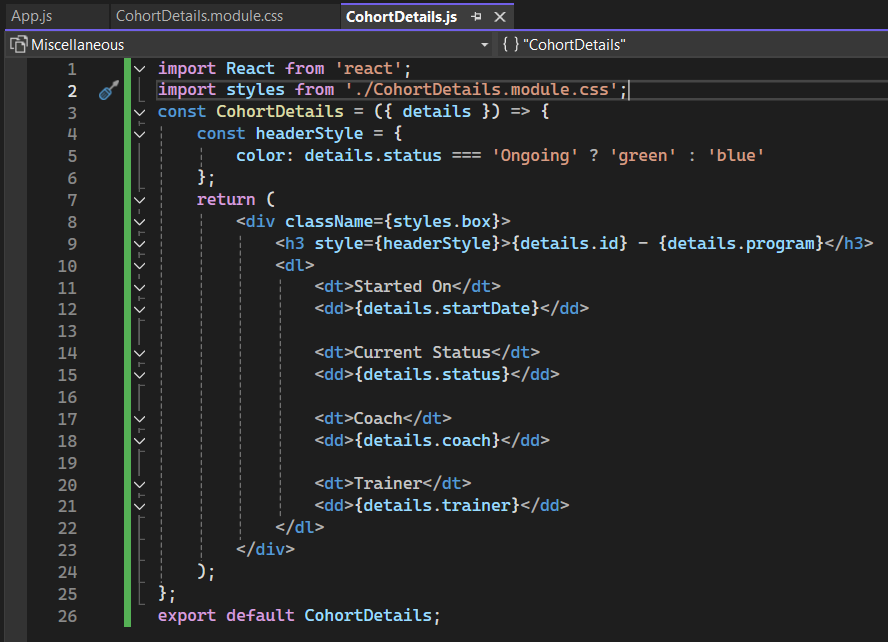 App.js CohortDetails.module.css CohortDetails.js
Miscellaneous { } "CohortDetails"
1 import React from 'react';
2 import styles from './CohortDetails.module.css';
3 const CohortDetails = ({ details }) => {
4     const headerStyle = {
5         color: details.status === 'Ongoing' ? 'green' : 'blue'
6     };
7     return (
8         <div className={styles.box}>
9             <h3 style={headerStyle}>{details.id} - {details.program}</h3>
10             <dl>
11                 <dt>Started On</dt>
12                 <dd>{details.startDate}</dd>
13
14                 <dt>Current Status</dt>
15                 <dd>{details.status}</dd>
16
17                 <dt>Coach</dt>
18                 <dd>{details.coach}</dd>
19
20                 <dt>Trainer</dt>
21                 <dd>{details.trainer}</dd>
22             </dl>
23         </div>
24     );
25 };
26 export default CohortDetails;